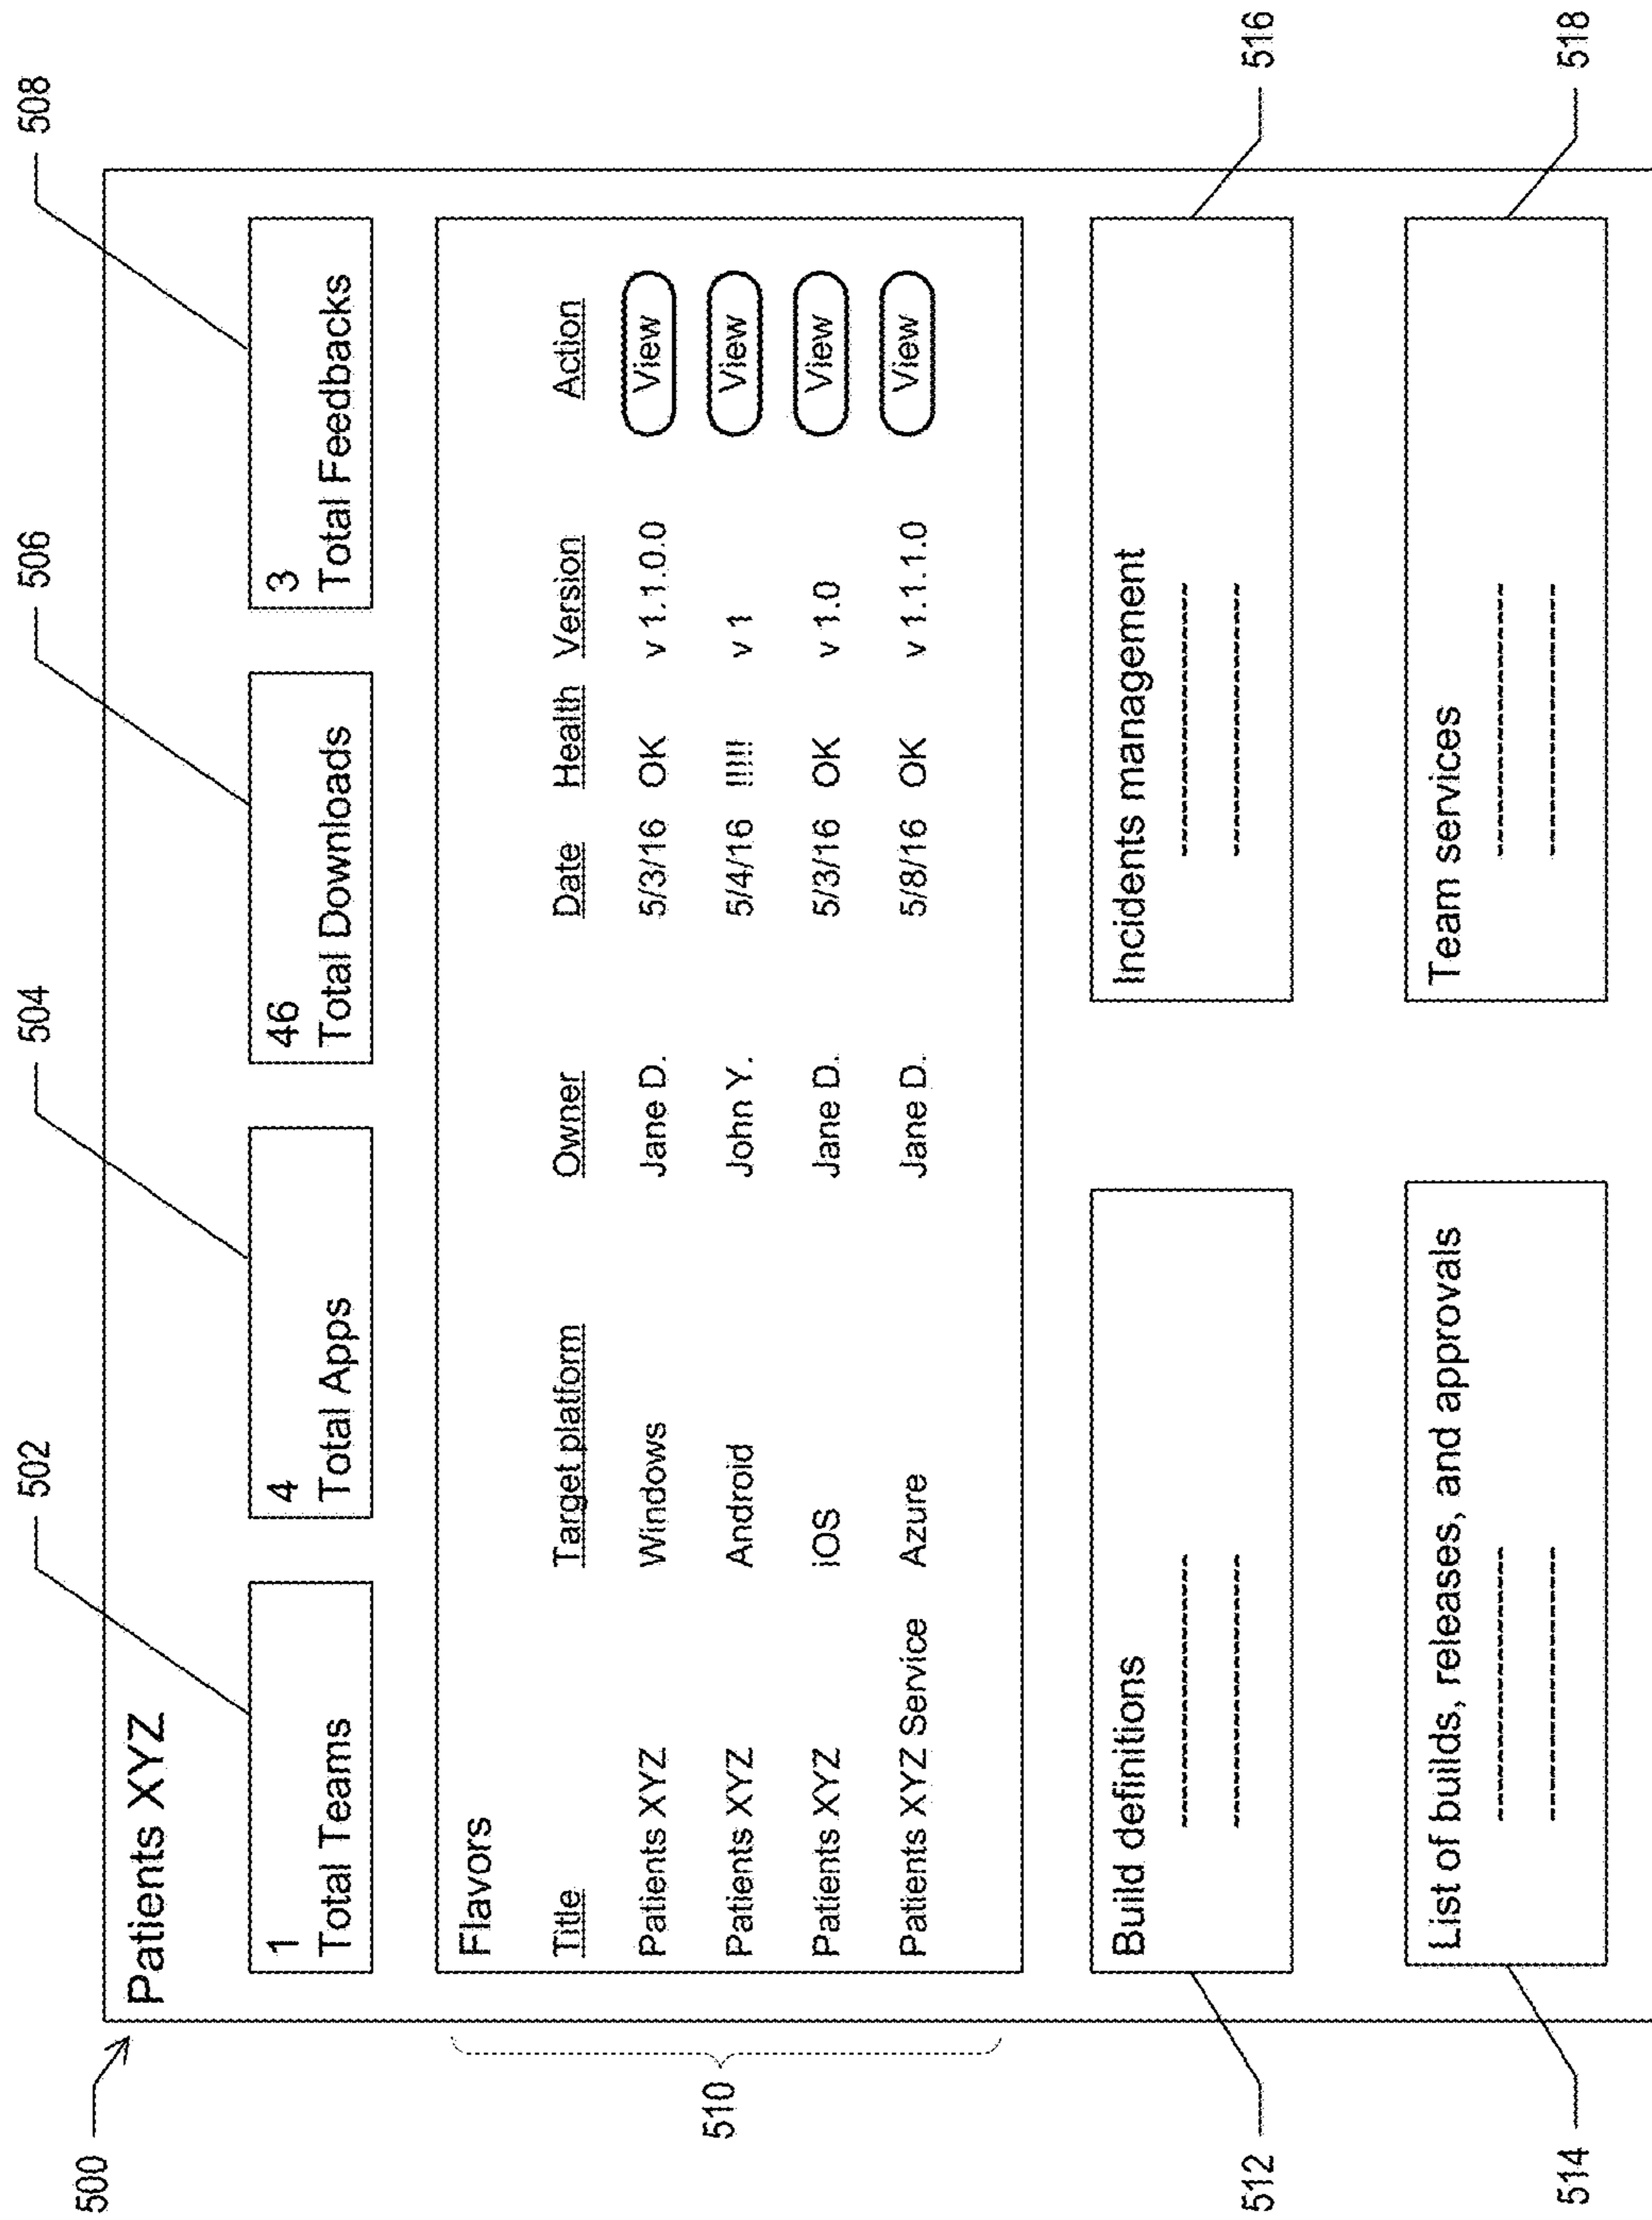 500
Patients XYZ
502
504
506
508
1
Total Teams
4
Total Apps
46
Total Downloads
3
Total Feedbacks
510
Flavors
Title Target platform Owner Date Health Version Action
Patients XYZ Windows Jane D. 5/3/16 OK v 1.1.0.0 View
Patients XYZ Android John Y. 5/4/16 !!!!! v 1 View
Patients XYZ iOS Jane D. 5/3/16 OK v 1.0 View
Patients XYZ Service Azure Jane D. 5/8/16 OK v 1.1.1.0 View
512
Build definitions
Incidents management
516
514
List of builds, releases, and approvals
Team services
518